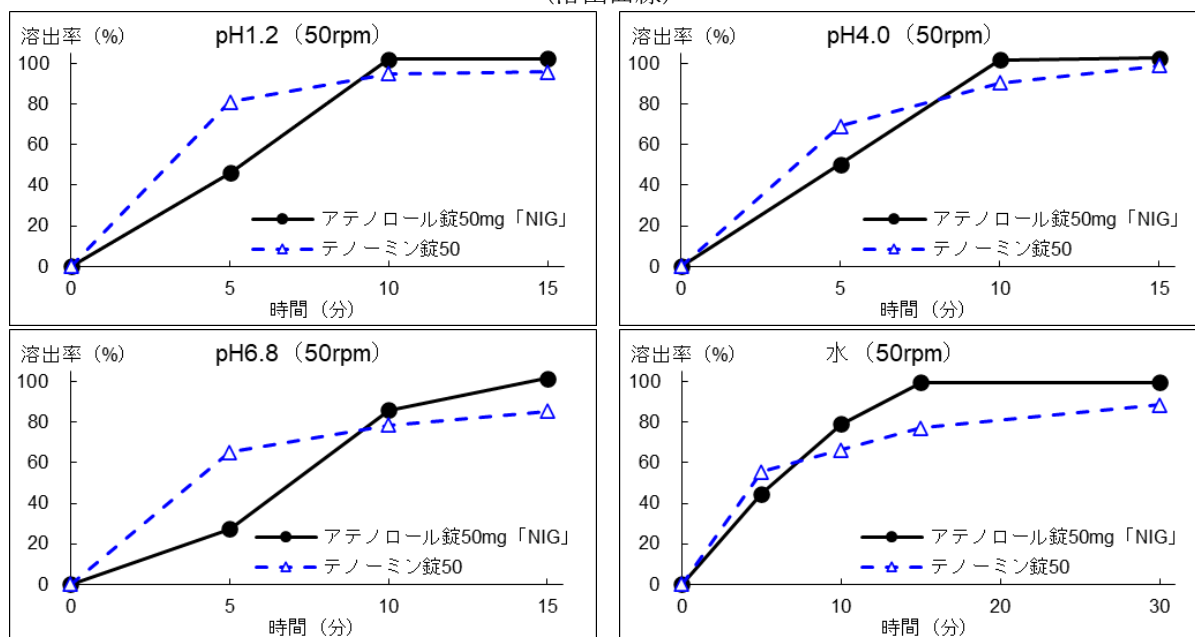 溶出率（%） pH1.2（50rpm）
100
80
60
40
20
0
アテノロール錠50mg「NIG」
テノーミン錠50
0 5 10 15
時間（分）
溶出率（%） pH4.0（50rpm）
100
80
60
40
20
0
アテノロール錠50mg「NIG」
テノーミン錠50
0 5 10 15
時間（分）
溶出率（%） pH6.8（50rpm）
100
80
60
40
20
0
アテノロール錠50mg「NIG」
テノーミン錠50
0 5 10 15
時間（分）
溶出率（%） 水（50rpm）
100
80
60
40
20
0
アテノロール錠50mg「NIG」
テノーミン錠50
0 10 20 30
時間（分）